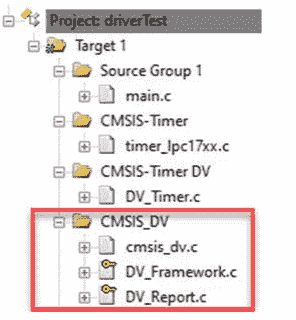 Project: driverTest
Target 1
Source Group 1
main.c
CMSIS-Timer
timer_lpc17xx.c
CMSIS-Timer DV
DV_Timer.c
CMSIS_DV
cmsis_dv.c
DV_Framework.c
DV_Report.c